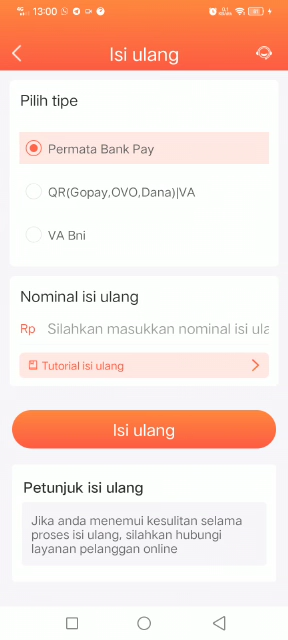 13:00
Isi ulang
Pilih tipe
Permata Bank Pay
QR(Gopay,OVO,Dana)|VA
VA Bni
Nominal isi ulang
Rp Silahkan masukkan nominal isi ula
Tutorial isi ulang
Isi ulang
Petunjuk isi ulang
Jika anda menemui kesulitan selama
proses isi ulang, silahkan hubungi
layanan pelanggan online